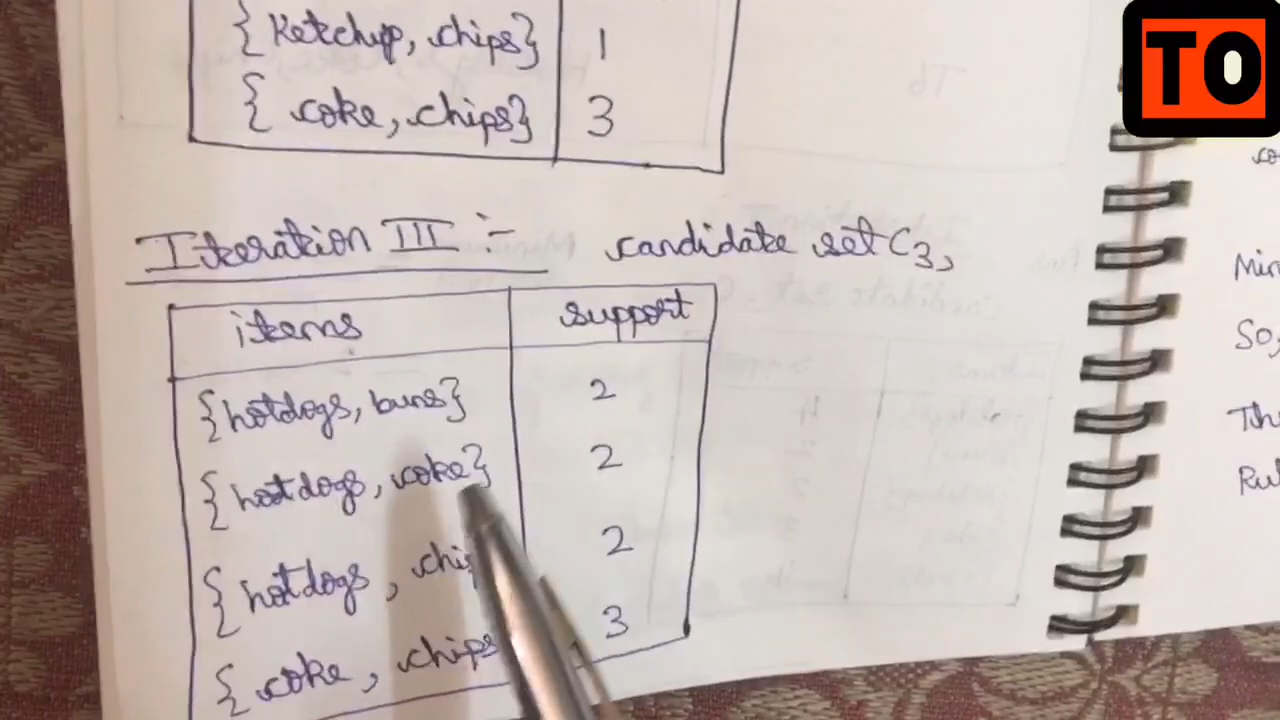 {Ketchup, chips} 1
{coke, chips} 3
TO
Iteration III :- candidate set C3,
items support
{hotdogs, buns} 2
{hotdogs, coke} 2
{hotdogs, 2
{coke, chips 3
So,